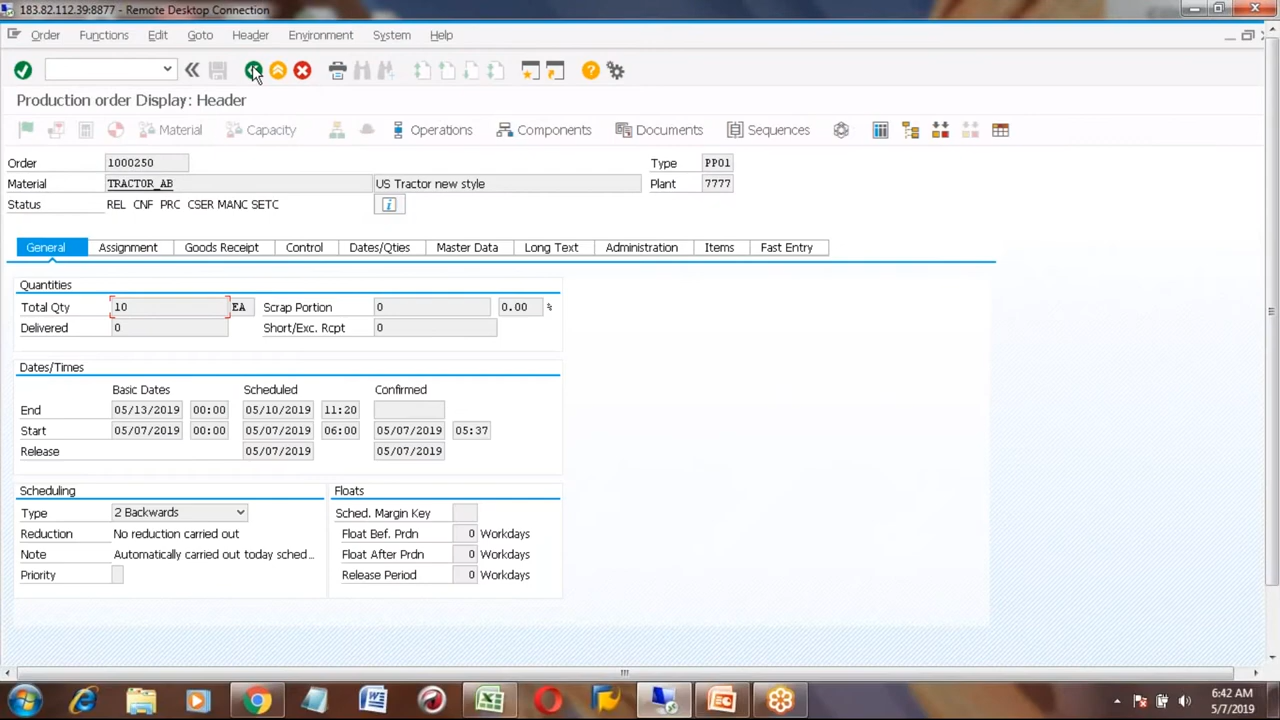 183.82.112.39:8877 - Remote Desktop Connection
Order Functions Edit Goto Header Environment System Help
Production order Display: Header
Material Capacity Operations Components Documents Sequences
Order 1000250 Type PP01
Material TRACTOR_AB US Tractor new style Plant 7777
Status REL CNF PRC CSER MANC SETC
General Assignment Goods Receipt Control Dates/Qties Master Data Long Text Administration Items Fast Entry
Quantities
Total Qty 10 EA Scrap Portion 0 0.00 %
Delivered 0 Short/Exc. Rcpt 0
Dates/Times
Basic Dates Scheduled Confirmed
End 05/13/2019 00:00 05/10/2019 11:20
Start 05/07/2019 00:00 05/07/2019 06:00 05/07/2019 05:37
Release 05/07/2019 05/07/2019
Scheduling Floats
Type 2 Backwards Sched. Margin Key
Reduction No reduction carried out Float Bef. Prdn 0 Workdays
Note Automatically carried out today sched... Float After Prdn 0 Workdays
Priority Release Period 0 Workdays
6:42 AM
5/7/2019